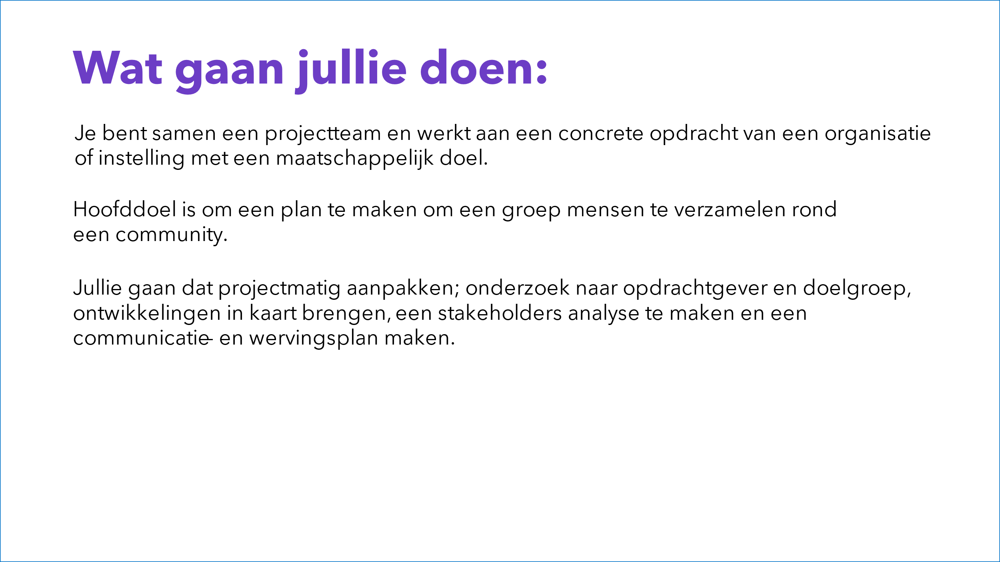 Wat gaan jullie doen:
Je bent samen een projectteam en werkt aan een concrete opdracht van een organisatie
of instelling met een maatschappelijk doel.
Hoofddoel is om een plan te maken om een groep mensen te verzamelen rond
een community.
Jullie gaan dat projectmatig aanpakken; onderzoek naar opdrachtgever en doelgroep,
ontwikkelingen in kaart brengen, een stakeholders analyse te maken en een
communicatie- en wervingsplan maken.